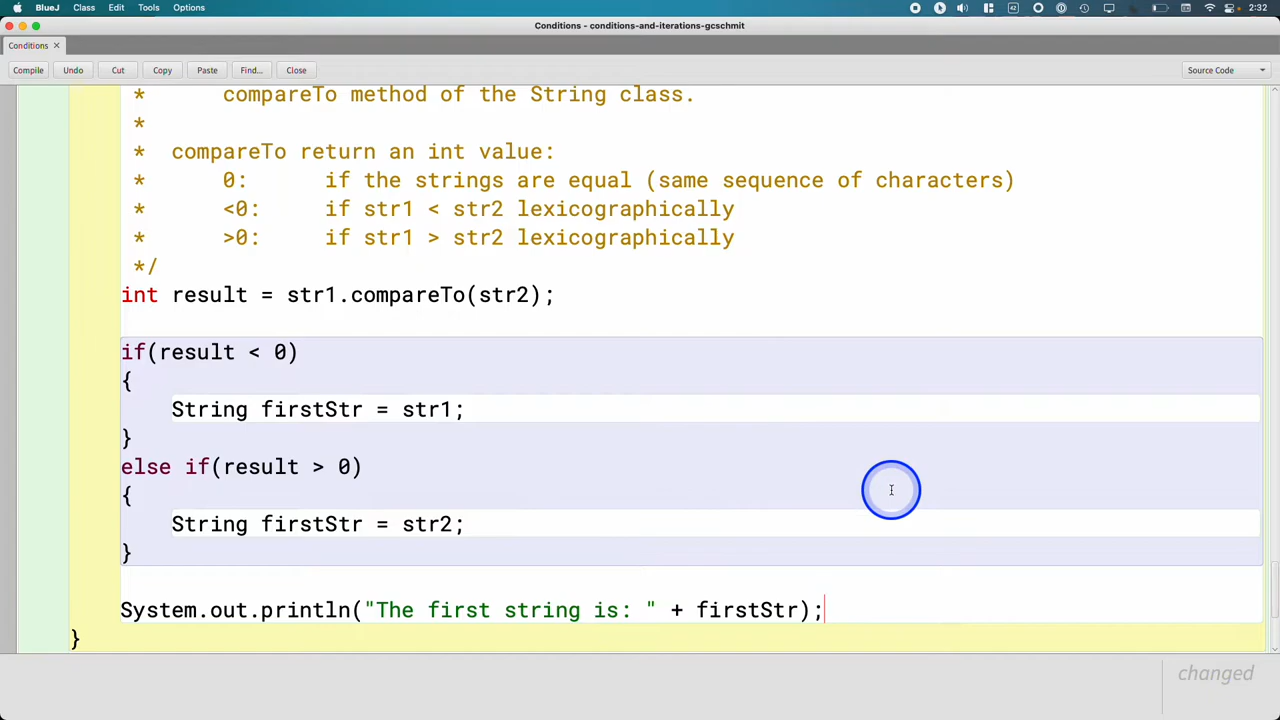 BlueJ Class Edit Tools Options 2:32
Conditions - conditions-and-iterations-gcschmit
Conditions ×
Compile Undo Cut Copy Paste Find... Close Source Code
*      compareTo method of the String class.
*
*  compareTo return an int value:
*      0:      if the strings are equal (same sequence of characters)
*      <0:     if str1 < str2 lexicographically
*      >0:     if str1 > str2 lexicographically
*/
int result = str1.compareTo(str2);
if(result < 0)
{
    String firstStr = str1;
}
else if(result > 0)
{
    String firstStr = str2;
}
System.out.println("The first string is: " + firstStr);
}
changed